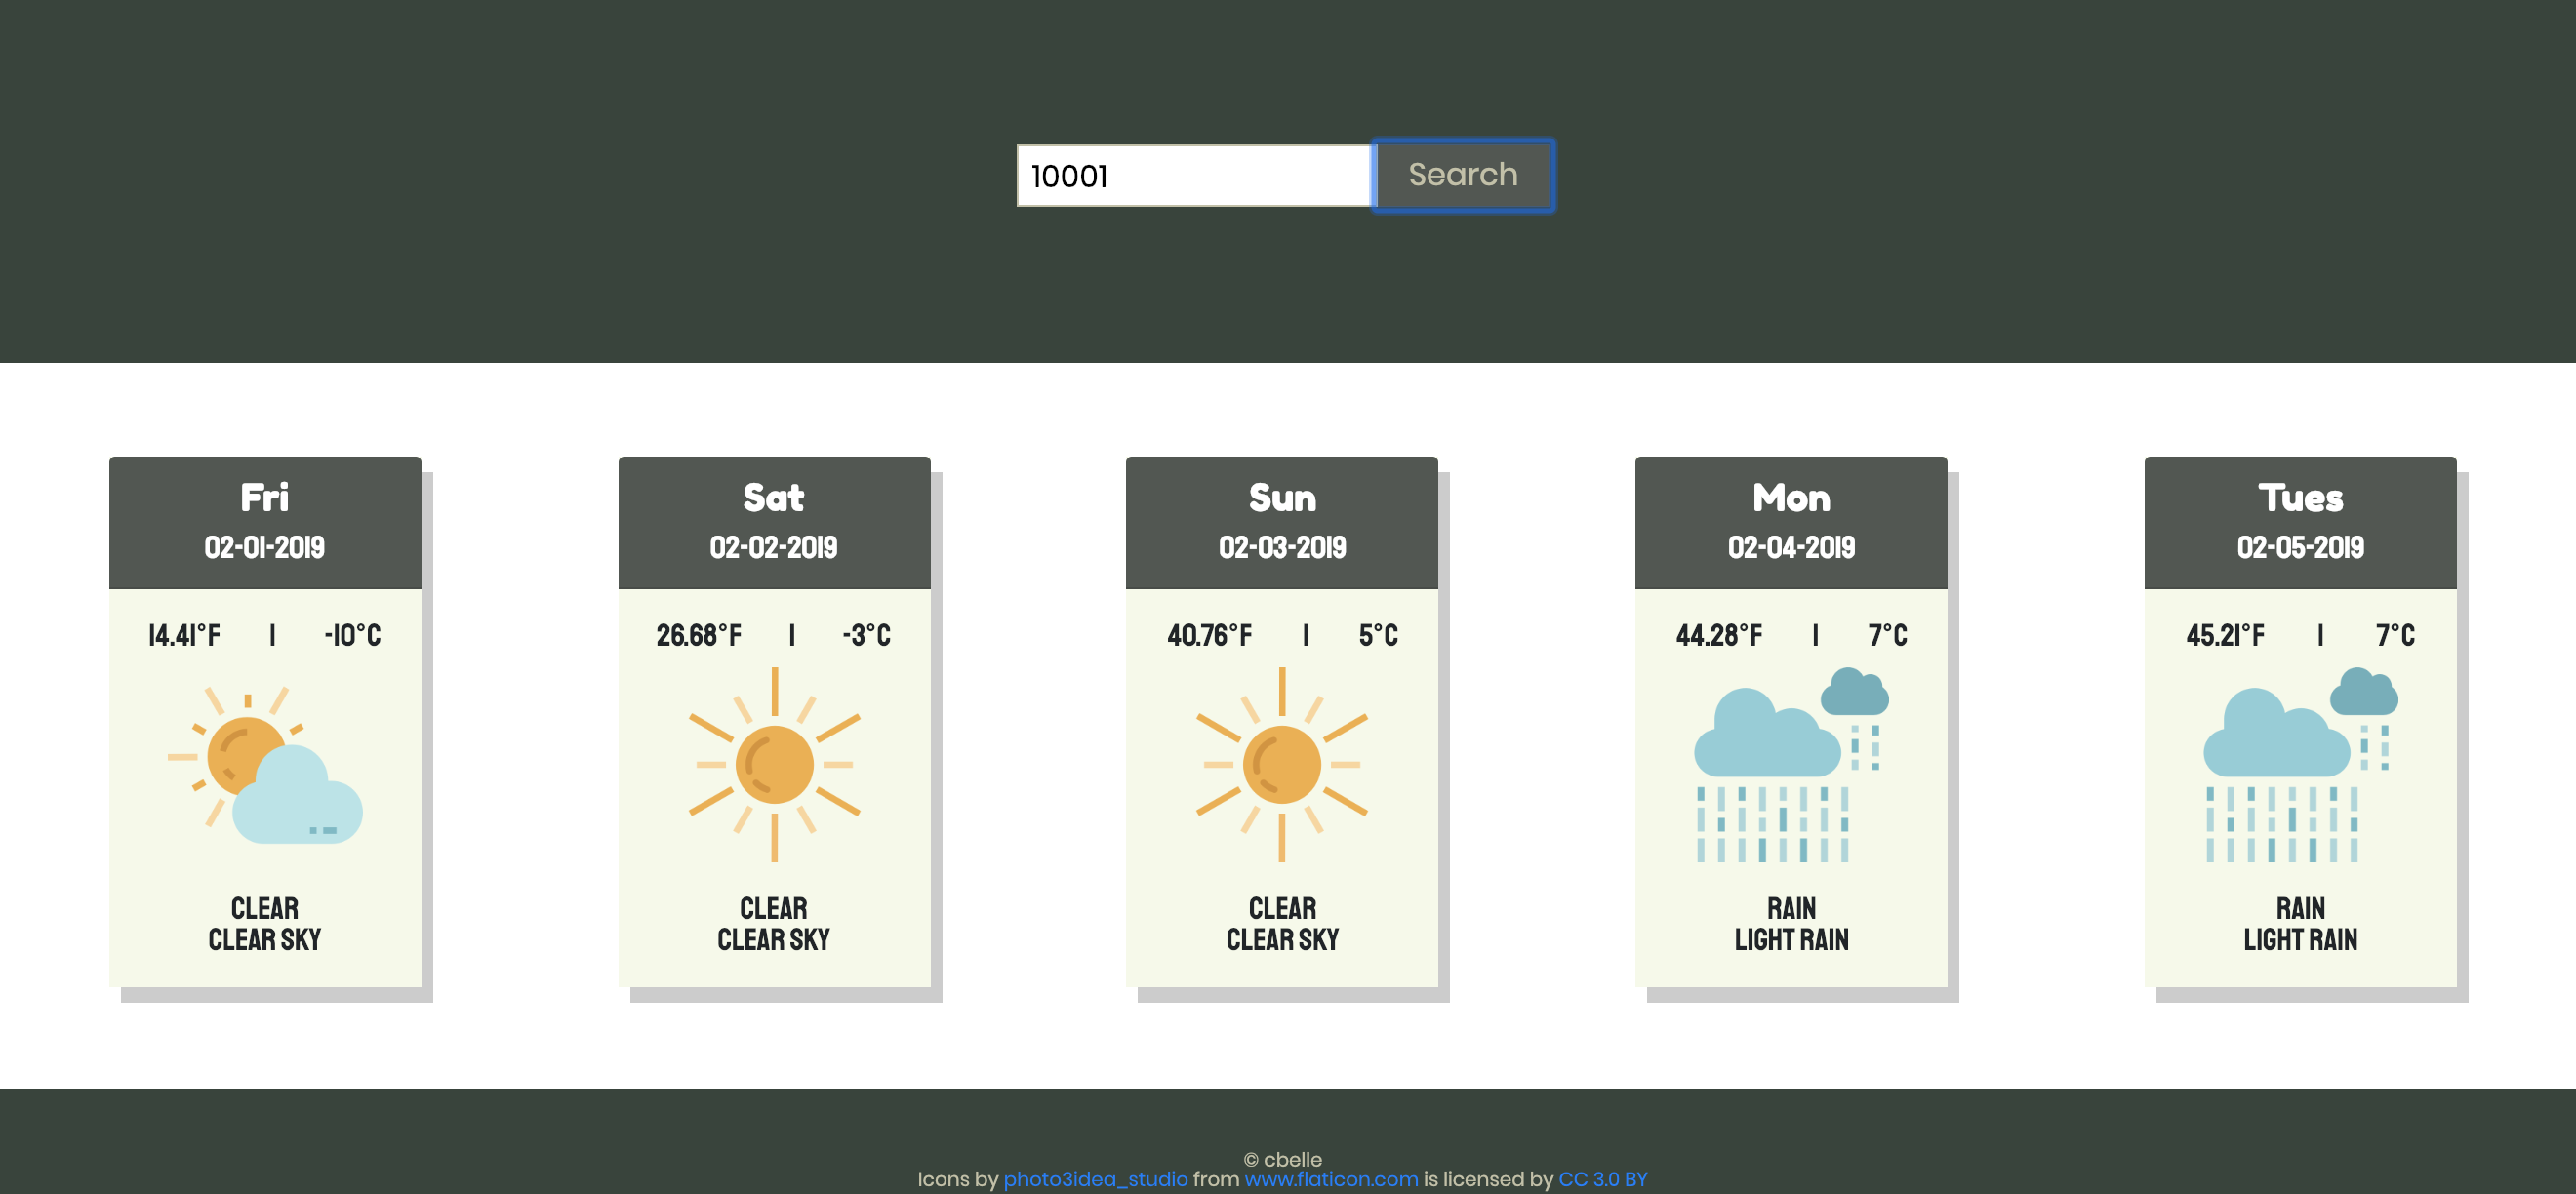 10001 Search
Fri
02-01-2019
14.41°F | -10°C
CLEAR
CLEAR SKY
Sat
02-02-2019
26.68°F | -3°C
CLEAR
CLEAR SKY
Sun
02-03-2019
40.76°F | 5°C
CLEAR
CLEAR SKY
Mon
02-04-2019
44.28°F | 7°C
RAIN
LIGHT RAIN
Tues
02-05-2019
45.21°F | 7°C
RAIN
LIGHT RAIN
© cbelle
Icons by photo3idea_studio from www.flaticon.com is licensed by CC 3.0 BY